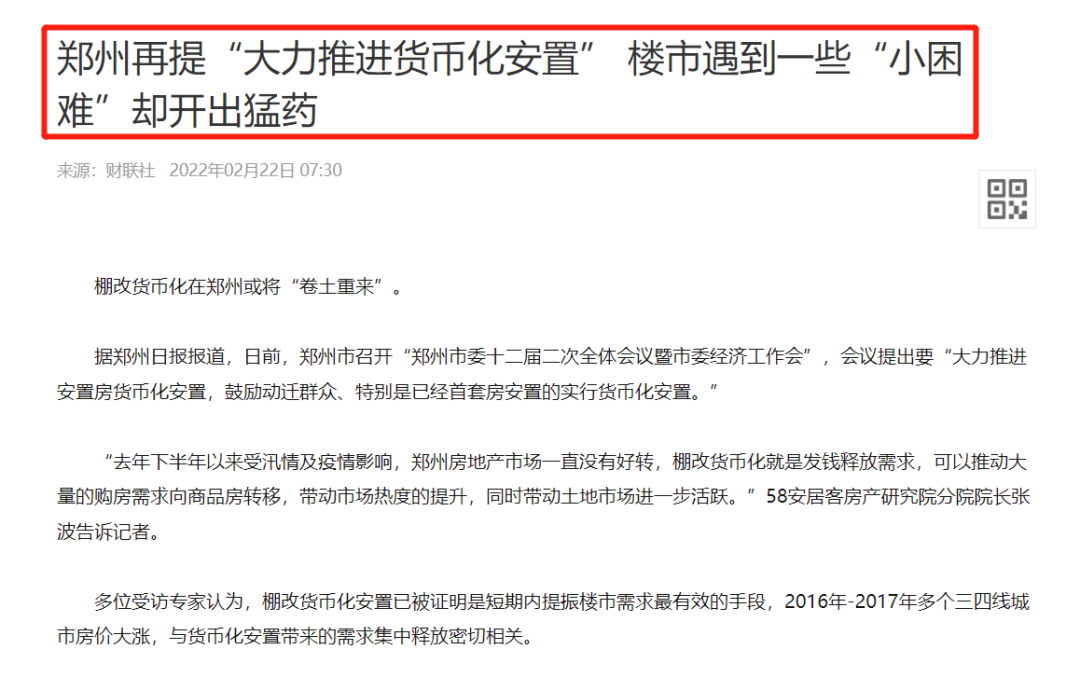 郑州再提“大力推进货币化安置” 楼市遇到一些“小困
难”却开出猛药
来源：财联社 2022年02月22日 07:30
棚改货币化在郑州或将“卷土重来”。
据郑州日报报道，日前，郑州市召开“郑州市委十二届二次全体会议暨市委经济工作会”，会议提出要“大力推进
安置房货币化安置，鼓励动迁群众、特别是已经首套房安置的实行货币化安置。”
“去年下半年以来受汛情及疫情影响，郑州房地产市场一直没有好转，棚改货币化就是发钱释放需求，可以推动大
量的购房需求向商品房转移，带动市场热度的提升，同时带动土地市场进一步活跃。”58安居客房产研究院分院院长张
波告诉记者。
多位受访专家认为，棚改货币化安置已被证明是短期内提振楼市需求最有效的手段，2016年-2017年多个三四线城
市房价大涨，与货币化安置带来的需求集中释放密切相关。